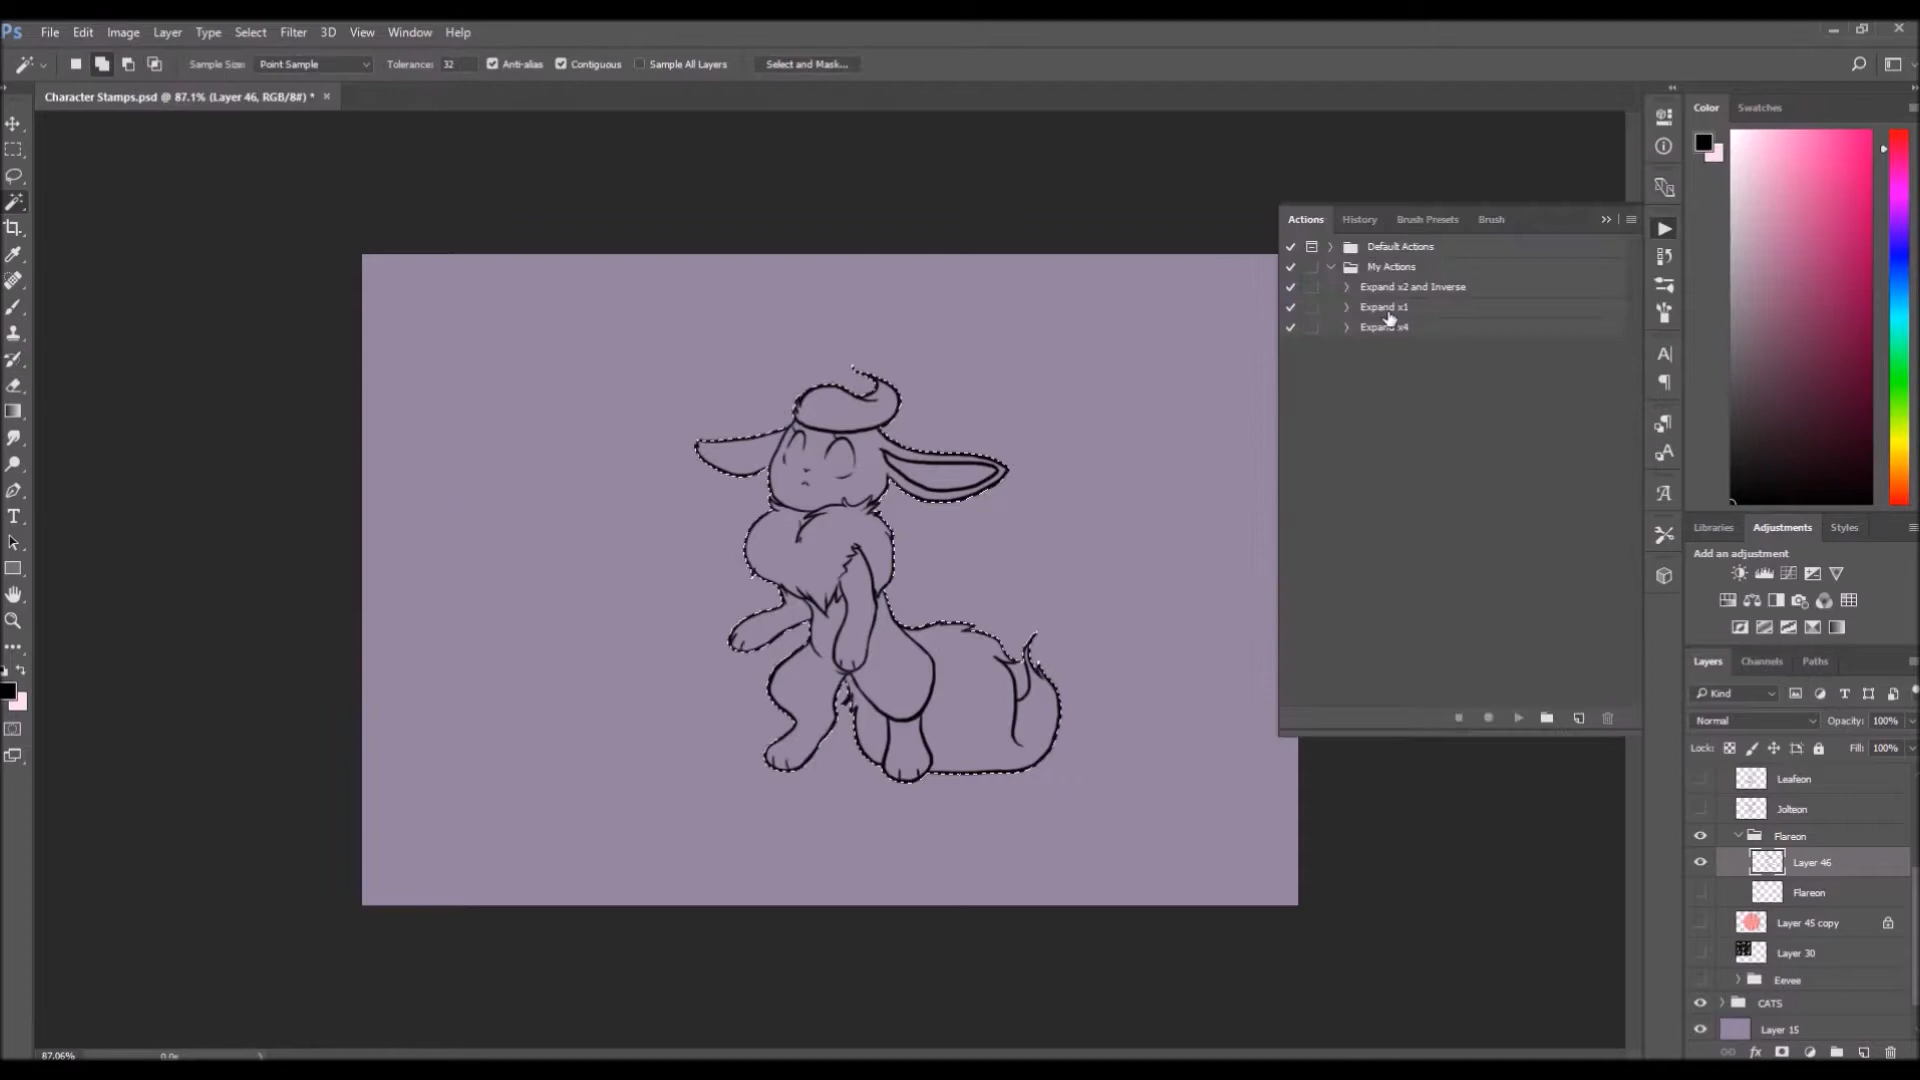 Ps File Edit Image Layer Type Select Filter 3D View Window Help
Sample Size: Point Sample Tolerance: 32 Anti-alias Contiguous Sample All Layers Select and Mask...
Character Stamps.psd @ 87.1% (Layer 46, RGB/8#) * ×
Color Swatches
Actions History Brush Presets Brush
Default Actions
My Actions
Expand x2 and Inverse
Expand x1
Expand x4
Libraries Adjustments Styles
Add an adjustment
Layers Channels Paths
Kind
Normal Opacity: 100%
Lock: Fill: 100%
Leafeon
Jolteon
Flareon
Layer 46
Flareon
Layer 45 copy
Layer 30
Eevee
CATS
Layer 15
87.06% 0.0s